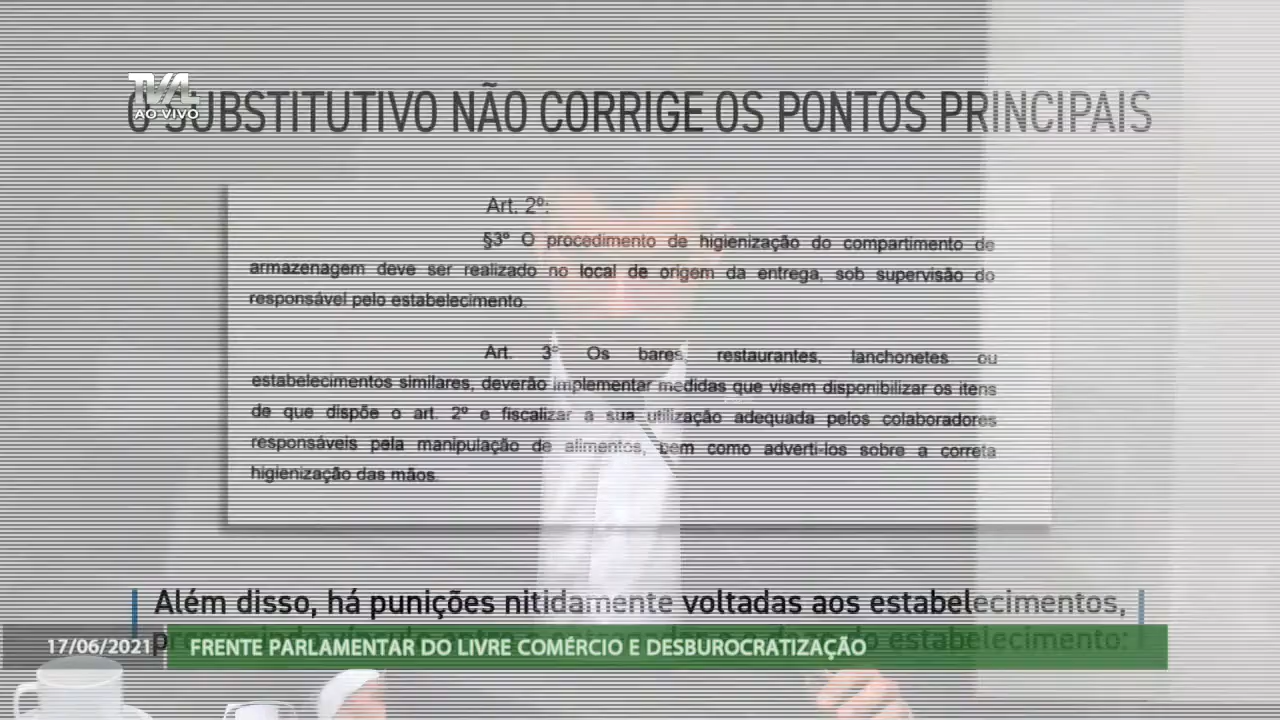 TVAL
AO VIVO
O SUBSTITUTIVO NÃO CORRIGE OS PONTOS PRINCIPAIS
Art. 2º:
§3º O procedimento de higienização do compartimento de
armazenagem deve ser realizado no local de origem da entrega, sob supervisão do
responsável pelo estabelecimento.
Art. 3º Os bares, restaurantes, lanchonetes ou
estabelecimentos similares, deverão implementar medidas que visem disponibilizar os itens
de que dispõe o art. 2º e fiscalizar a sua utilização adequada pelos colaboradores
responsáveis pela manipulação de alimentos, bem como adverti-los sobre a correta
higienização das mãos.
Além disso, há punições nitidamente voltadas aos estabelecimentos,
estabelecimento:
17/06/2021
FRENTE PARLAMENTAR DO LIVRE COMÉRCIO E DESBUROCRATIZAÇÃO